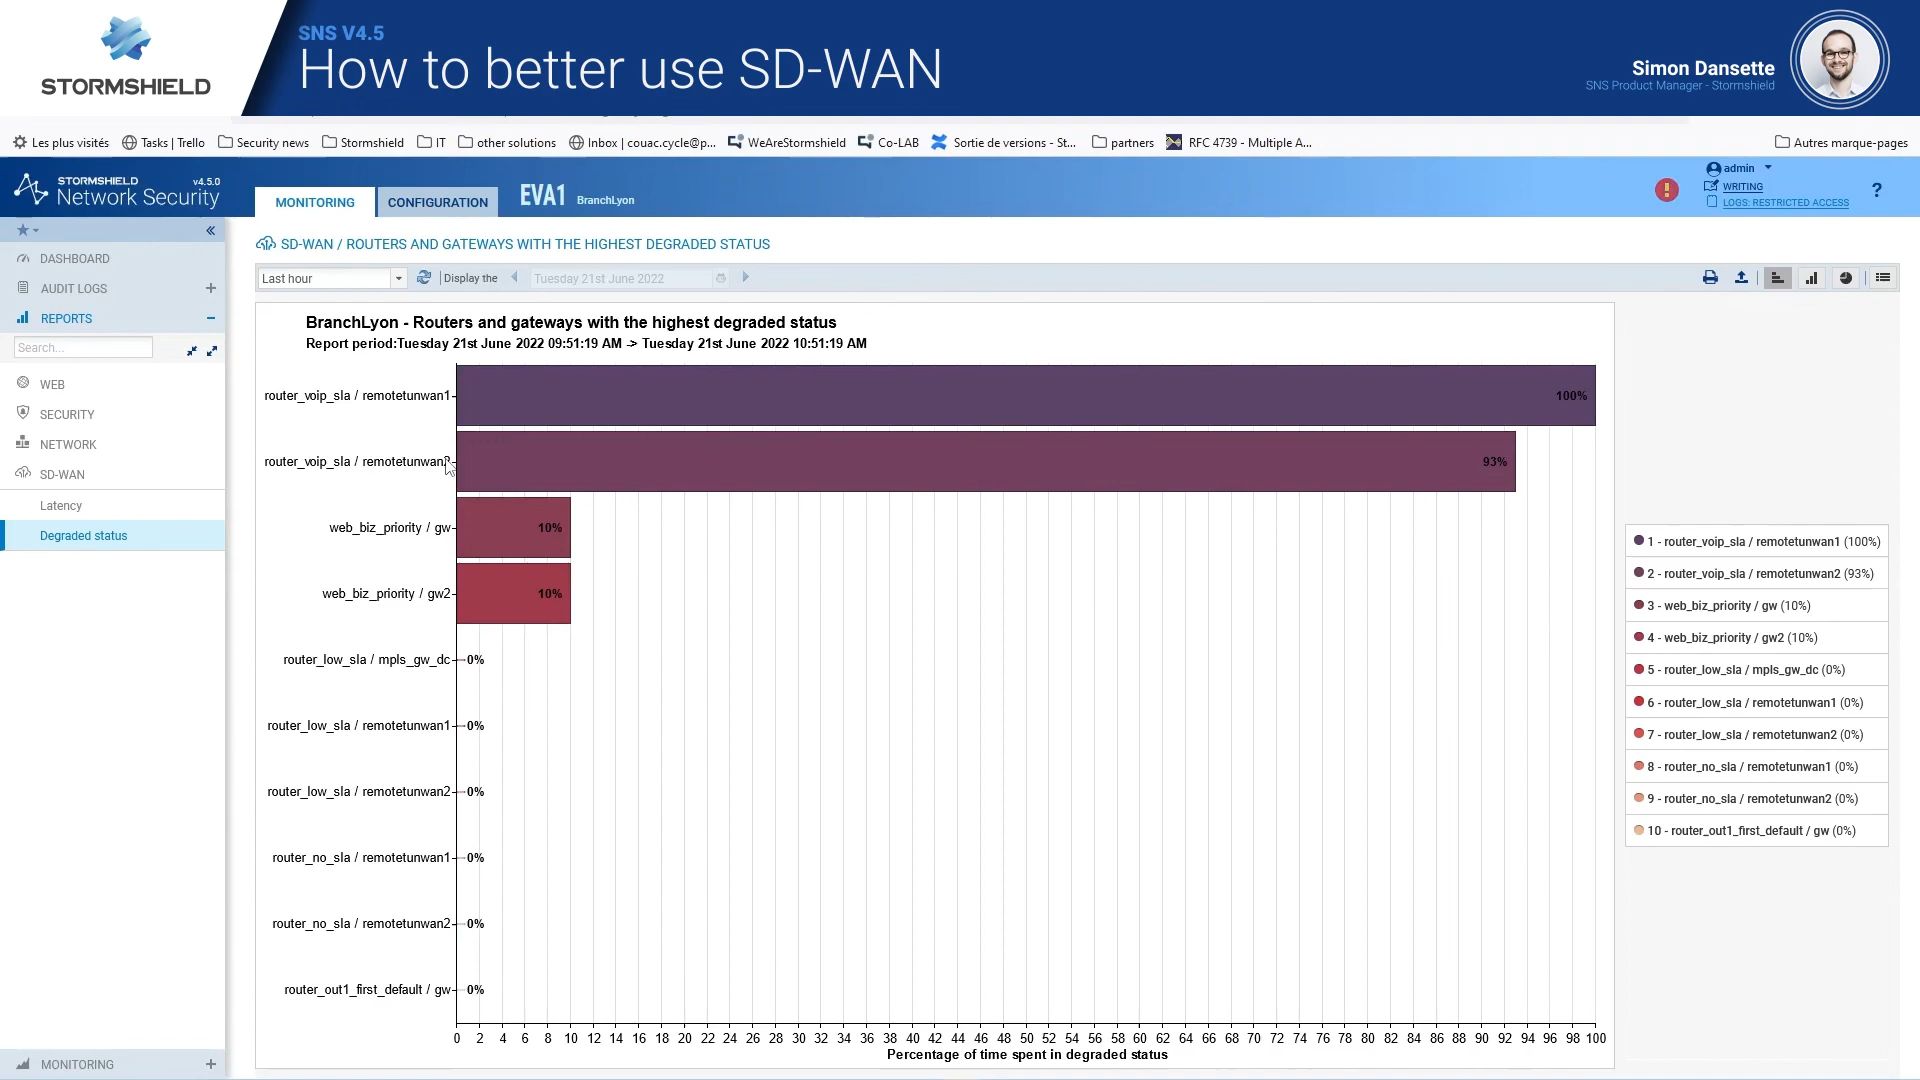 STORMSHIELD
SNS V4.5
How to better use SD-WAN
Simon Dansette
SNS Product Manager - Stormshield
Les plus visités
Tasks | Trello
Security news
Stormshield
IT
other solutions
Inbox | couac.cycle@p...
WeAreStormshield
Co-LAB
Sortie de versions - St...
partners
RFC 4739 - Multiple A...
Autres marque-pages
STORMSHIELD v4.5.0
Network Security
MONITORING
CONFIGURATION
EVA1 BranchLyon
admin
WRITING
LOGS: RESTRICTED ACCESS
?
DASHBOARD
AUDIT LOGS
REPORTS
Search...
WEB
SECURITY
NETWORK
SD-WAN
Latency
Degraded status
MONITORING
SD-WAN / ROUTERS AND GATEWAYS WITH THE HIGHEST DEGRADED STATUS
Last hour
Display the
Tuesday 21st June 2022
BranchLyon - Routers and gateways with the highest degraded status
Report period:Tuesday 21st June 2022 09:51:19 AM -> Tuesday 21st June 2022 10:51:19 AM
router_voip_sla / remotetunwan1 100%
router_voip_sla / remotetunwan2 93%
web_biz_priority / gw 10%
web_biz_priority / gw2 10%
router_low_sla / mpls_gw_dc 0%
router_low_sla / remotetunwan1 0%
router_low_sla / remotetunwan2 0%
router_no_sla / remotetunwan1 0%
router_no_sla / remotetunwan2 0%
router_out1_first_default / gw 0%
0 2 4 6 8 10 12 14 16 18 20 22 24 26 28 30 32 34 36 38 40 42 44 46 48 50 52 54 56 58 60 62 64 66 68 70 72 74 76 78 80 82 84 86 88 90 92 94 96 98 100
Percentage of time spent in degraded status
1 - router_voip_sla / remotetunwan1 (100%)
2 - router_voip_sla / remotetunwan2 (93%)
3 - web_biz_priority / gw (10%)
4 - web_biz_priority / gw2 (10%)
5 - router_low_sla / mpls_gw_dc (0%)
6 - router_low_sla / remotetunwan1 (0%)
7 - router_low_sla / remotetunwan2 (0%)
8 - router_no_sla / remotetunwan1 (0%)
9 - router_no_sla / remotetunwan2 (0%)
10 - router_out1_first_default / gw (0%)